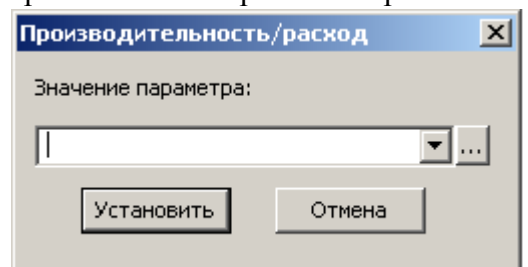 Производительность/расход
Значение параметра:
...
Установить Отмена